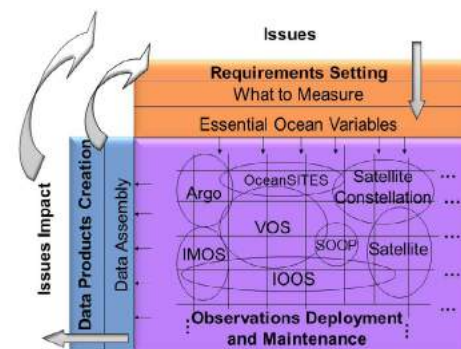 Issues
Requirements Setting
What to Measure
Essential Ocean Variables
Issues Impact
Data Products Creation
Data Assembly
Argo
OceanSITES
Satellite
Constellation
...
...
VOS
IMOS
SOOP
Satellite
...
IOOS
...
Observations Deployment
and Maintenance